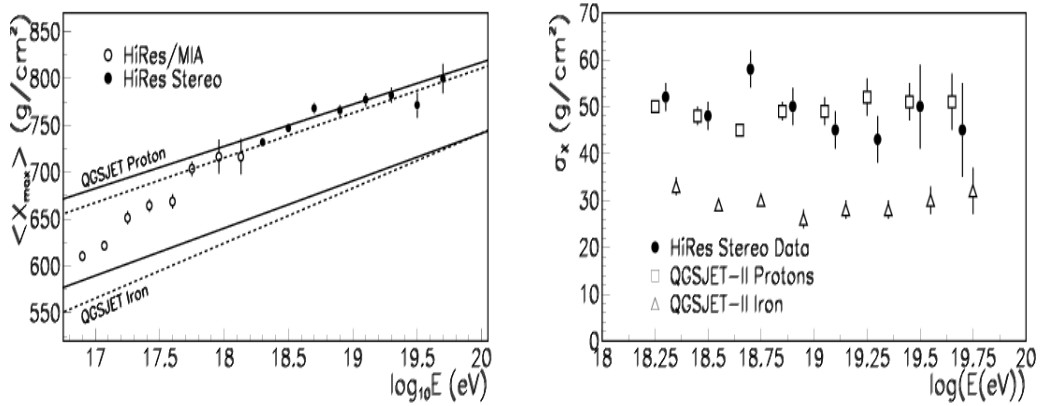 <X_max> (g/cm²)
850
800
750
700
650
600
550
HiRes/MIA
HiRes Stereo
QGSJET Proton
QGSJET Iron
17
17.5
18
18.5
19
19.5
20
log₁₀E (eV)
σ_x (g/cm²)
70
60
50
40
30
20
10
0
HiRes Stereo Data
QGSJET-II Protons
QGSJET-II Iron
18
18.25
18.5
18.75
19
19.25
19.5
19.75
20
log(E(eV))